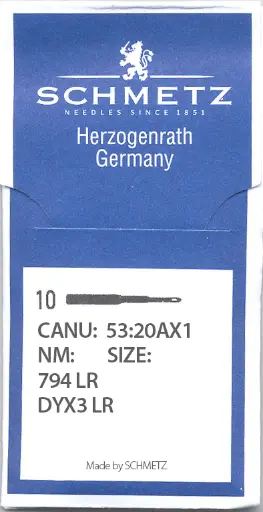 SCHMETZ
NEEDLES SINCE 1851
Herzogenrath
Germany
10
CANU: 53:20AX1
NM: SIZE:
794 LR
DYX3 LR
Made by SCHMETZ